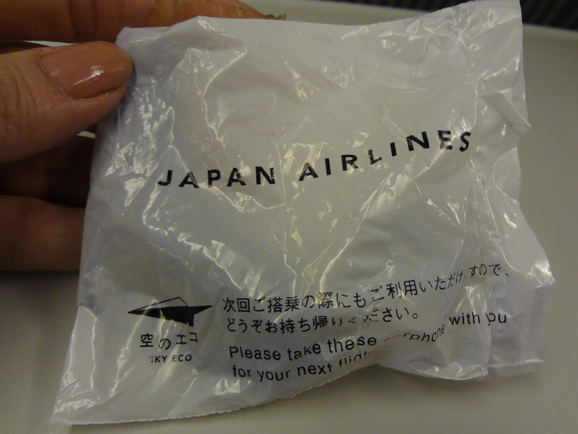 JAPAN AIRLINES
次回ご搭乗の際にもご利用いただけますので、
どうぞお持ち帰りください。
空のエコ
SKY ECO
Please take these earphone with you
for your next flight